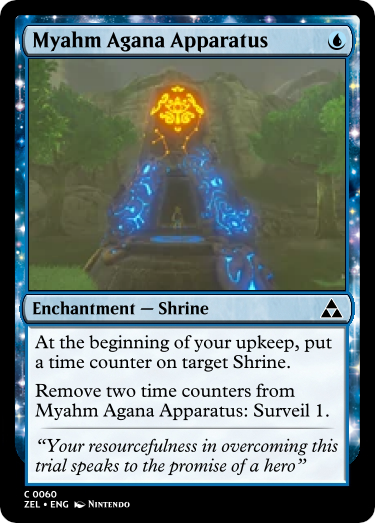 Myahm Agana Apparatus
Enchantment — Shrine
At the beginning of your upkeep, put
a time counter on target Shrine.
Remove two time counters from
Myahm Agana Apparatus: Surveil 1.
“Your resourcefulness in overcoming this
trial speaks to the promise of a hero”
C 0060
ZEL • ENG Nintendo